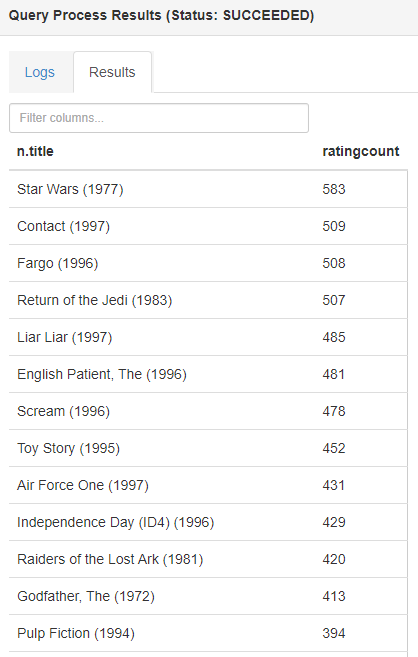 Query Process Results (Status: SUCCEEDED)
Logs Results
Filter columns...
n.title ratingcount
Star Wars (1977) 583
Contact (1997) 509
Fargo (1996) 508
Return of the Jedi (1983) 507
Liar Liar (1997) 485
English Patient, The (1996) 481
Scream (1996) 478
Toy Story (1995) 452
Air Force One (1997) 431
Independence Day (ID4) (1996) 429
Raiders of the Lost Ark (1981) 420
Godfather, The (1972) 413
Pulp Fiction (1994) 394